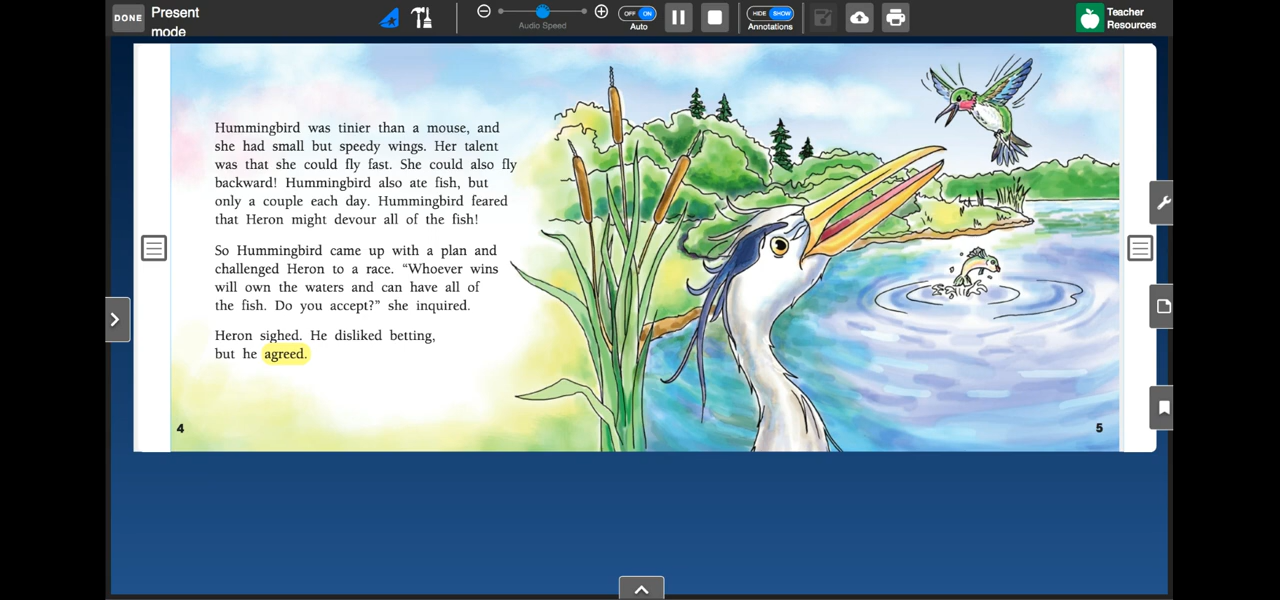 DONE
Present
mode
Audio Speed
OFF ON
Auto
HIDE SHOW
Annotations
Teacher
Resources
Hummingbird was tinier than a mouse, and
she had small but speedy wings. Her talent
was that she could fly fast. She could also fly
backward! Hummingbird also ate fish, but
only a couple each day. Hummingbird feared
that Heron might devour all of the fish!
So Hummingbird came up with a plan and
challenged Heron to a race. “Whoever wins
will own the waters and can have all of
the fish. Do you accept?” she inquired.
Heron sighed. He disliked betting,
but he agreed.
4
5